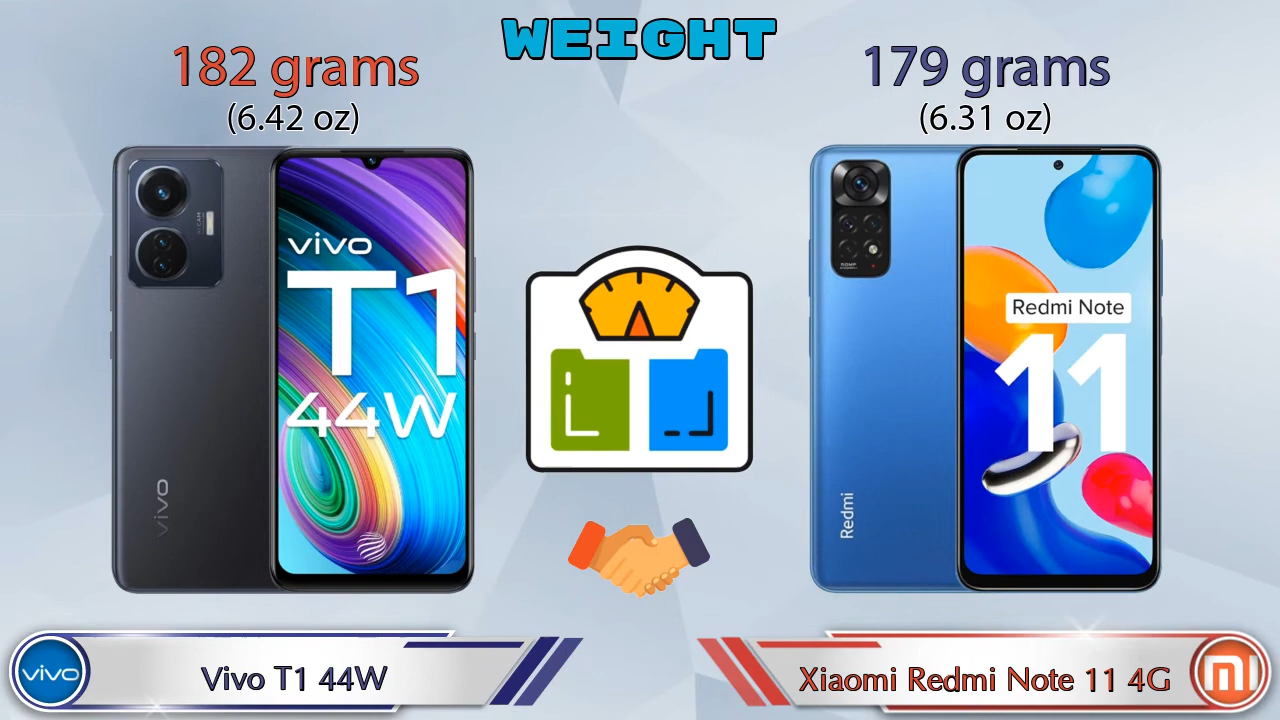 WEIGHT
182 grams
(6.42 oz)
179 grams
(6.31 oz)
vivo
T1
44W
vivo
Redmi Note
11
Redmi
vivo
Vivo T1 44W
Xiaomi Redmi Note 11 4G
mi